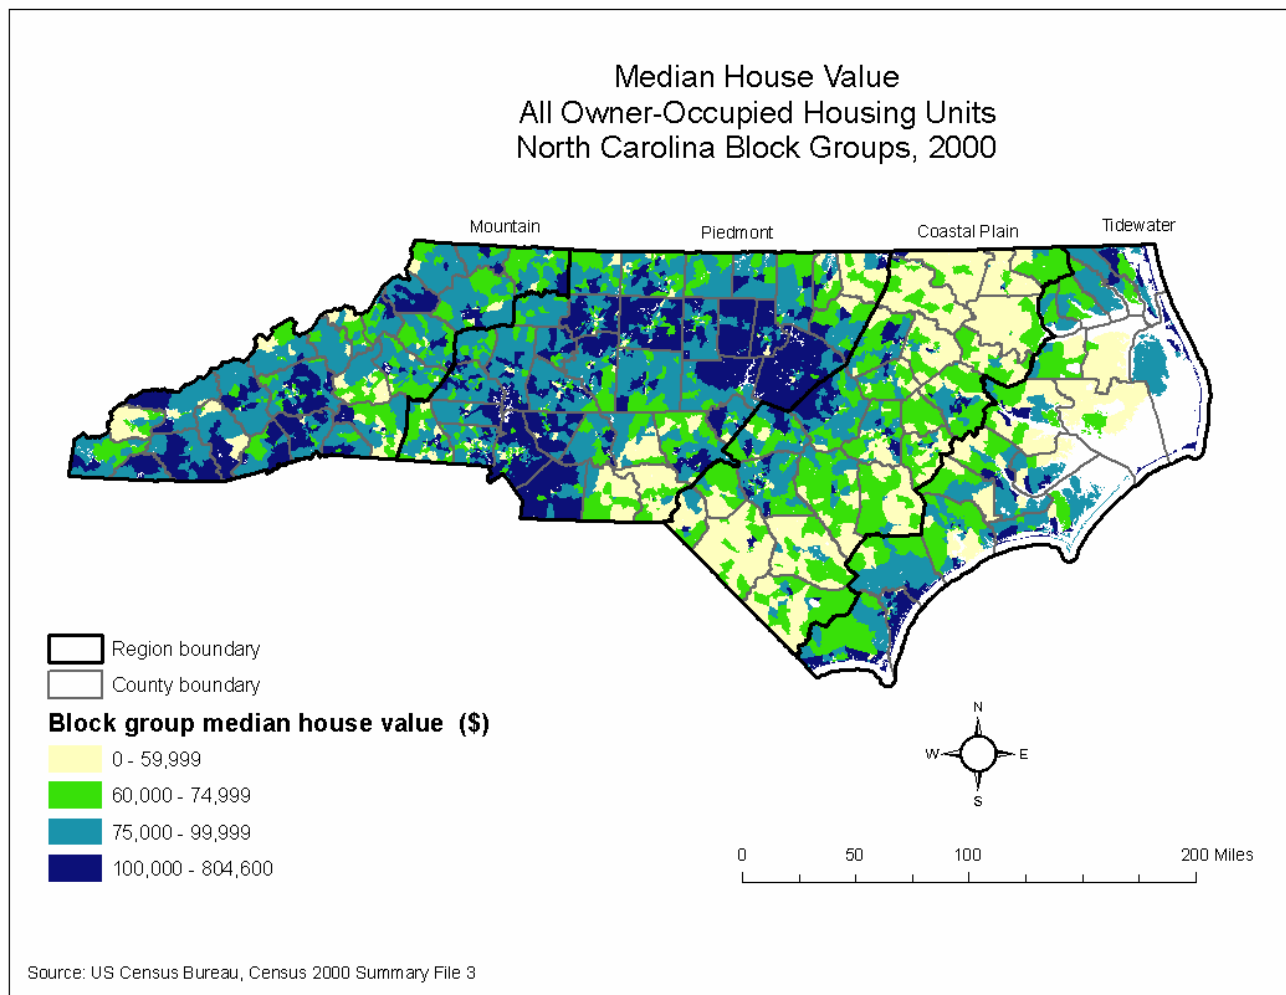 Median House Value
All Owner-Occupied Housing Units
North Carolina Block Groups, 2000
Mountain
Piedmont
Coastal Plain
Tidewater
Region boundary
County boundary
Block group median house value ($)
0 - 59,999
60,000 - 74,999
75,000 - 99,999
100,000 - 804,600
N
W
E
S
0
50
100
200 Miles
Source: US Census Bureau, Census 2000 Summary File 3